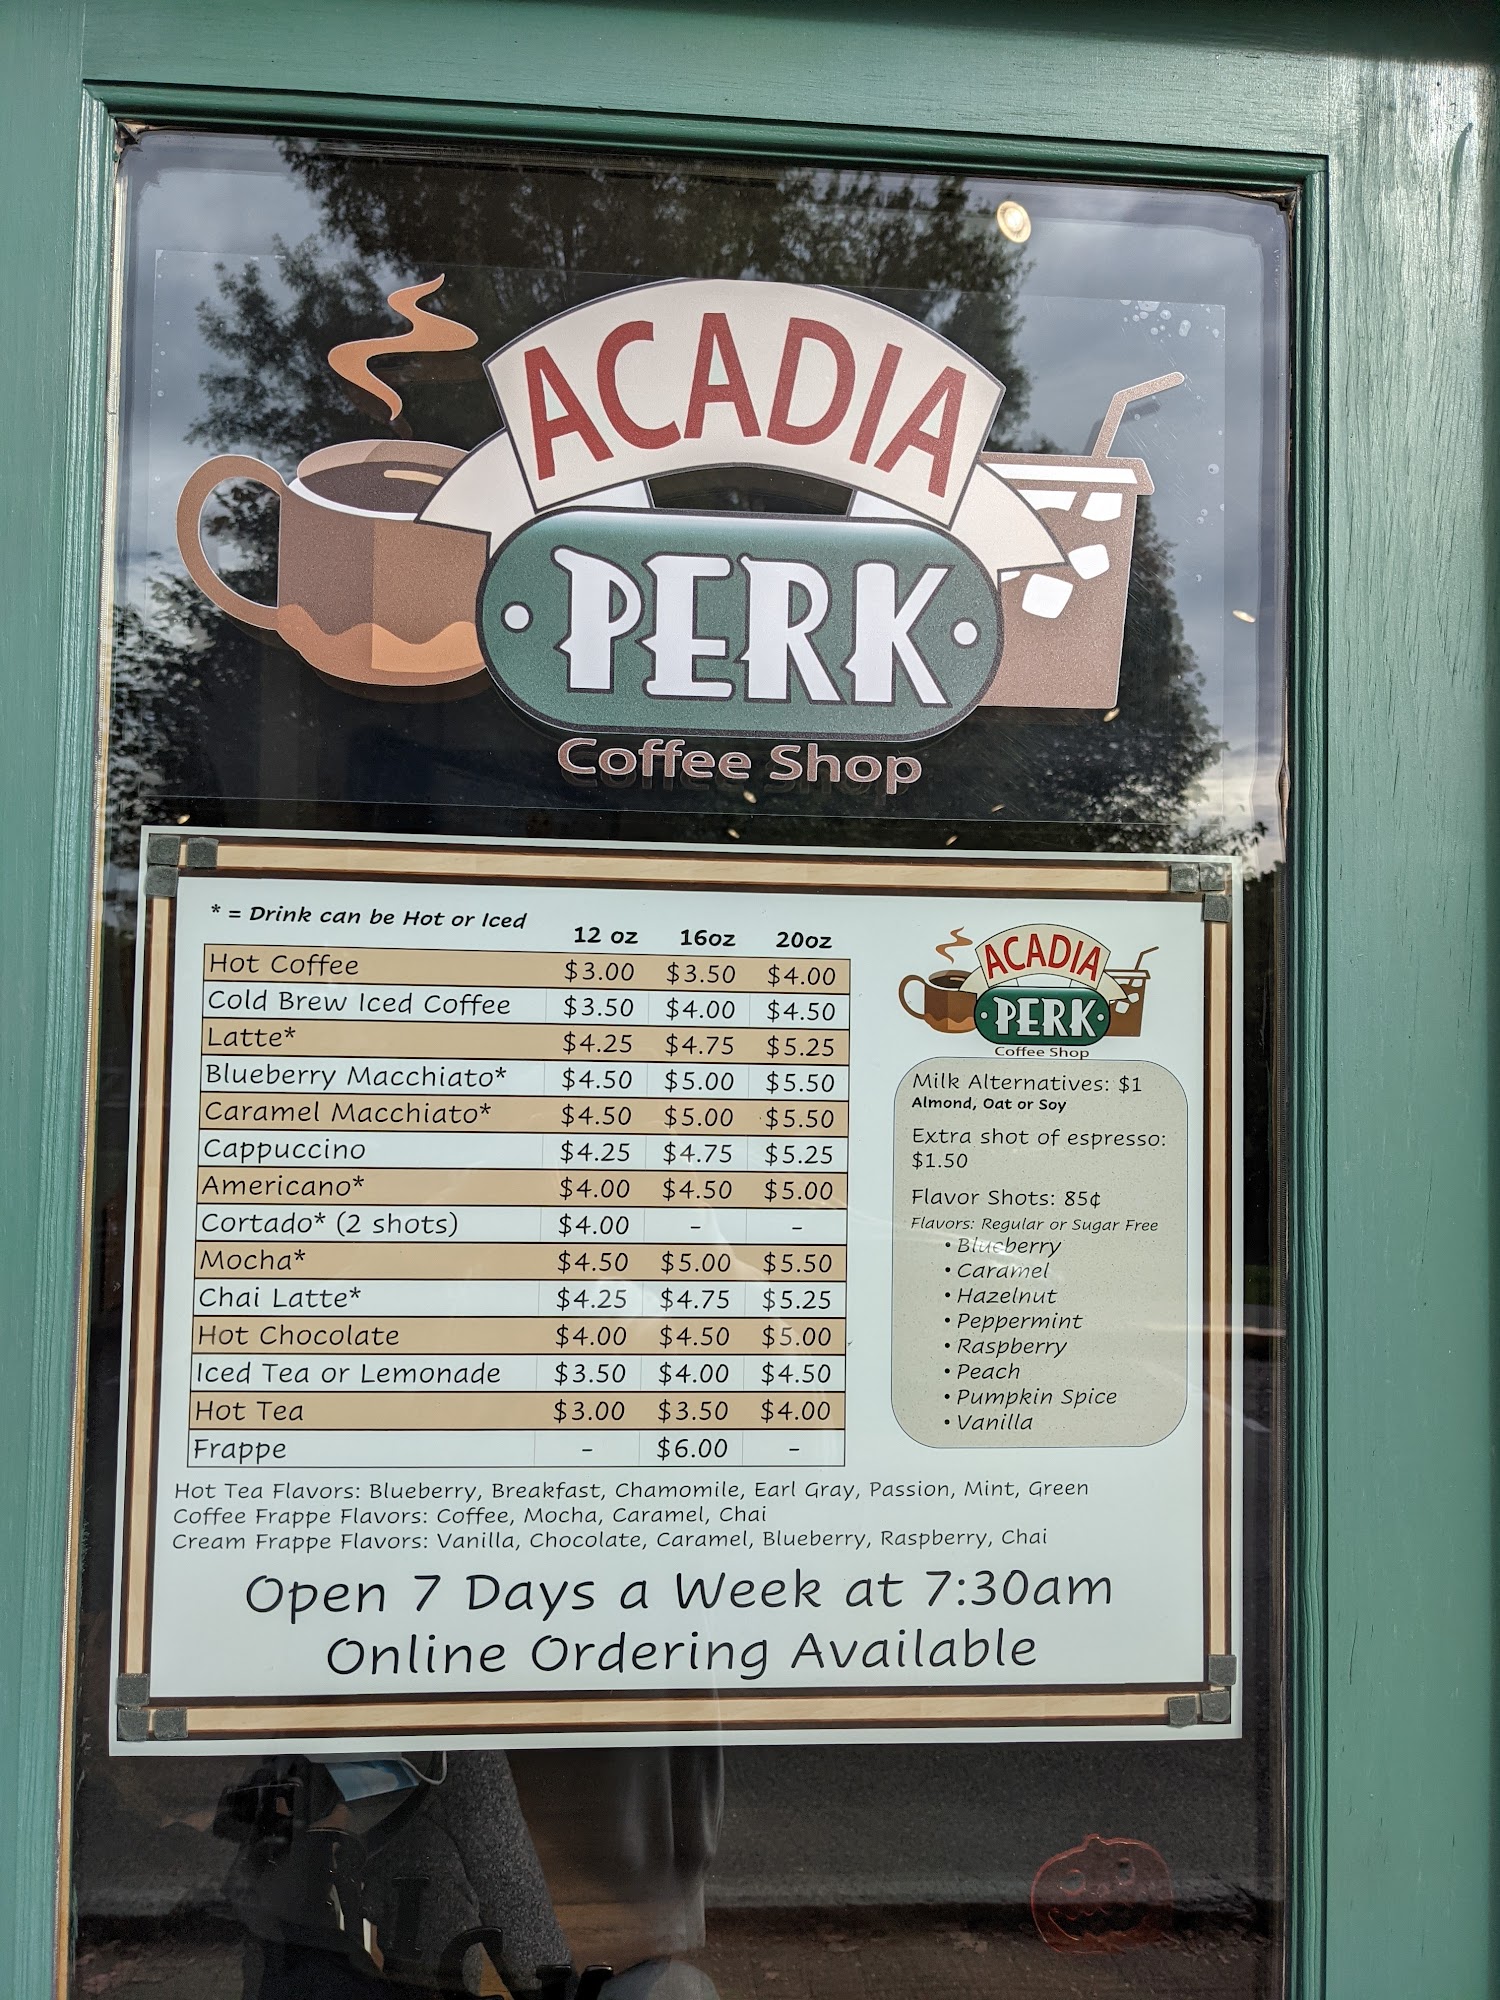 ACADIA
PERK
Coffee Shop
* = Drink can be Hot or Iced
12 oz 16oz 20oz
Hot Coffee $3.00 $3.50 $4.00
Cold Brew Iced Coffee $3.50 $4.00 $4.50
Latte* $4.25 $4.75 $5.25
Blueberry Macchiato* $4.50 $5.00 $5.50
Caramel Macchiato* $4.50 $5.00 $5.50
Cappuccino $4.25 $4.75 $5.25
Americano* $4.00 $4.50 $5.00
Cortado* (2 shots) $4.00 - -
Mocha* $4.50 $5.00 $5.50
Chai Latte* $4.25 $4.75 $5.25
Hot Chocolate $4.00 $4.50 $5.00
Iced Tea or Lemonade $3.50 $4.00 $4.50
Hot Tea $3.00 $3.50 $4.00
Frappe - $6.00 -
ACADIA
PERK
Coffee Shop
Milk Alternatives: $1
Almond, Oat or Soy
Extra shot of espresso:
$1.50
Flavor Shots: 85¢
Flavors: Regular or Sugar Free
• Blueberry
• Caramel
• Hazelnut
• Peppermint
• Raspberry
• Peach
• Pumpkin Spice
• Vanilla
Hot Tea Flavors: Blueberry, Breakfast, Chamomile, Earl Gray, Passion, Mint, Green
Coffee Frappe Flavors: Coffee, Mocha, Caramel, Chai
Cream Frappe Flavors: Vanilla, Chocolate, Caramel, Blueberry, Raspberry, Chai
Open 7 Days a Week at 7:30am
Online Ordering Available